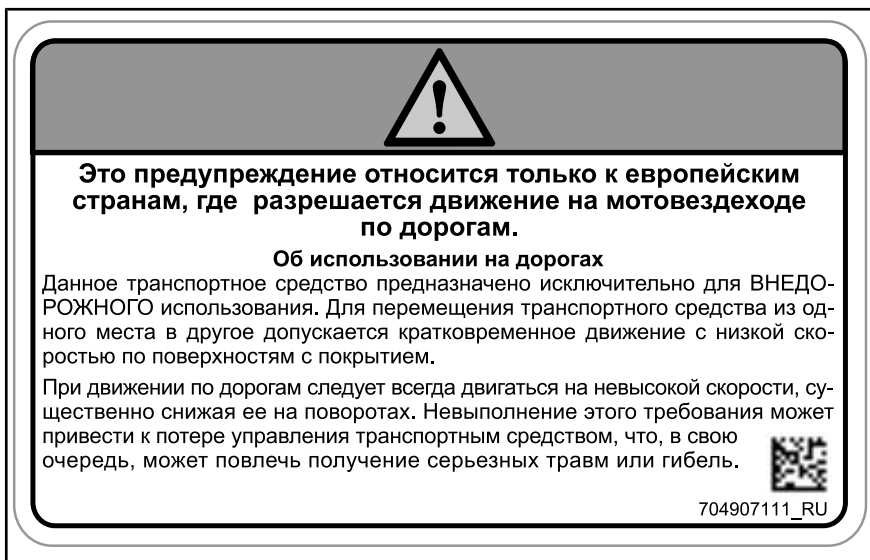 Это предупреждение относится только к европейским
странам, где разрешается движение на мотовездеходе
по дорогам.
Об использовании на дорогах
Данное транспортное средство предназначено исключительно для ВНЕДО-
РОЖНОГО использования. Для перемещения транспортного средства из од-
ного места в другое допускается кратковременное движение с низкой ско-
ростью по поверхностям с покрытием.
При движении по дорогам следует всегда двигаться на невысокой скорости, су-
щественно снижая ее на поворотах. Невыполнение этого требования может
привести к потере управления транспортным средством, что, в свою
очередь, может повлечь получение серьезных травм или гибель.
704907111_RU